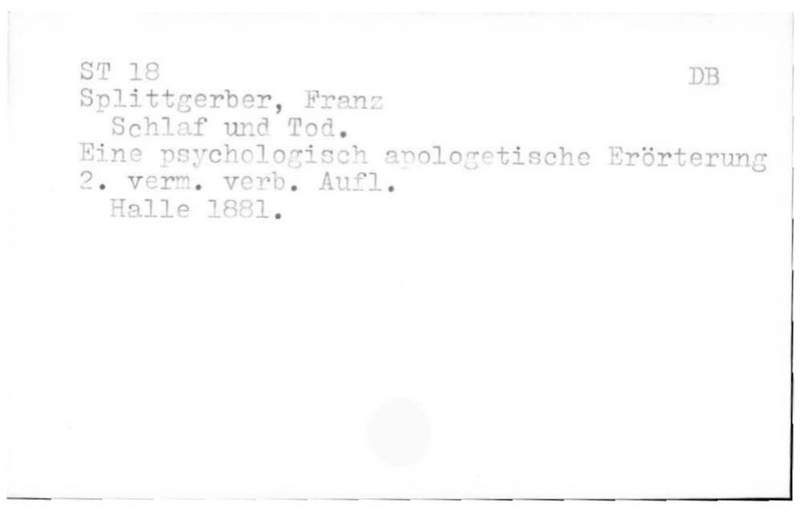 ST 18 DB
Splittgerber, Franz
Schlaf und Tod.
Eine psychologisch apologetische Erörterung
2. verm. verb. Aufl.
Halle 1881.